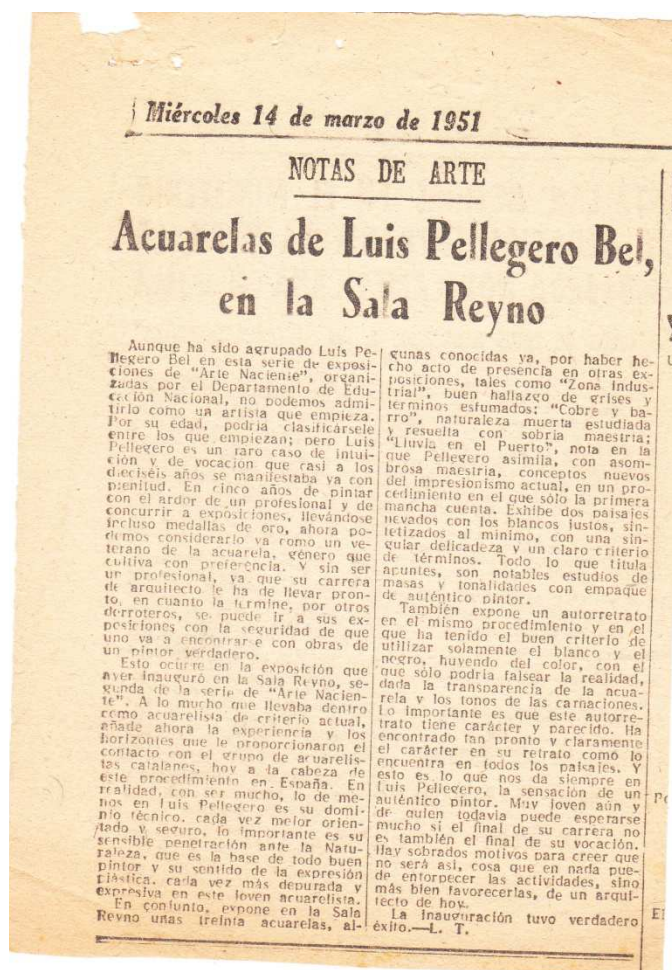 Miércoles 14 de marzo de 1951
NOTAS DE ARTE
Acuarelas de Luis Pellegero Bel,
en la Sala Reyno
Aunque ha sido agrupado Luis Pe-
llegero Bel en esta serie de exposi-
ciones de "Arte Naciente", organi-
zadas por el Departamento de Edu-
cación Nacional, no podemos admi-
tirlo como un artista que empieza.
Por su edad, podría clasificársele
entre los que empiezan; pero Luis
Pellegero es un raro caso de intui-
ción y de vocación que casi a los
dieciséis años se manifestaba ya con
plenitud. En cinco años de pintar
con el ardor de un profesional y de
concurrir a exposiciones, llevándose
incluso medallas de oro, ahora po-
demos considerarlo ya como un ve-
terano de la acuarela, género que
cultiva con preferencia. Y sin ser
un profesional, ya que su carrera
de arquitecto le ha de llevar pron-
to, en cuanto la termine, por otros
derroteros, se puede ir a sus ex-
posiciones con la seguridad de que
uno va a encontrar e con obras de
un pintor verdadero.
Esto ocurre en la exposición que
ayer inauguró en la Sala Reyno, se-
gunda de la serie de "Arte Nacien-
te". A lo mucho que llevaba dentro
como acuarelista de criterio actual,
añade ahora la experiencia y los
horizontes que le proporcionaron el
contacto con el grupo de acuarelis-
tas catalanes, hoy a la cabeza de
este procedimiento en España. En
realidad, con ser mucho, lo de me-
nos en Luis Pellegero es su domi-
nio técnico, cada vez mejor orien-
tado y seguro, lo importante es su
sensible penetración ante la Natu-
raleza, que es la base de todo buen
pintor y su sentido de la expresión
plástica, cada vez más depurada y
expresiva en este joven acuarelista.
En conjunto, expone en la Sala
Reyno unas treinta acuarelas, al-
gunas conocidas ya, por haber he-
cho acto de presencia en otras ex-
posiciones, tales como "Zona indus-
trial", buen hallazgo de grises y
términos esfumados; "Cobre y ba-
rro", naturaleza muerta estudiada
y resuelta con sobria maestría;
"Lluvia en el Puerto", nota en la
que Pellegero asimila, con asom-
brosa maestría, conceptos nuevos
del impresionismo actual, en un pro-
cedimiento en el que sólo la primera
mancha cuenta. Exhibe dos paisajes
nevados con los blancos justos, sin-
tetizados al mínimo, con una sin-
gular delicadeza y un claro criterio
de términos. Todo lo que titula
apuntes, son notables estudios de
masas y tonalidades con empaque
de auténtico pintor.
También expone un autorretrato
en el mismo procedimiento y en el
que ha tenido el buen criterio de
utilizar solamente el blanco y el
negro, huyendo del color, con el
que sólo podría falsear la realidad,
dada la transparencia de la acua-
rela y los tonos de las carnaciones.
Lo importante es que este autorre-
trato tiene carácter y parecido. Ha
encontrado tan pronto y claramente
el carácter en su retrato como lo
encuentra en todos los paisajes. Y
esto es lo que nos da siempre en
Luis Pellegero, la sensación de un
auténtico pintor. Muy joven aún y
de quien todavía puede esperarse
mucho si el final de su carrera no
es también el final de su vocación.
Hay sobrados motivos para creer que
no será así, cosa que en nada pue-
de entorpecer las actividades, sino
más bien favorecerlas, de un arqui-
tecto de hoy.
La inauguración tuvo verdadero
éxito.—L. T.